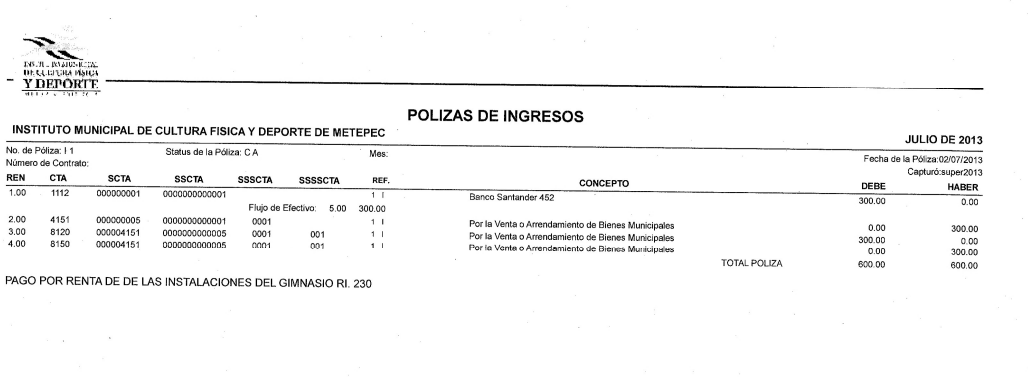 Y DEPORTE
POLIZAS DE INGRESOS
INSTITUTO MUNICIPAL DE CULTURA FISICA Y DEPORTE DE METEPEC
JULIO DE 2013
No. de Póliza: I 1 Status de la Póliza: C A Mes: Fecha de la Póliza:02/07/2013
Número de Contrato: Capturó:super2013
REN CTA SCTA SSCTA SSSCTA SSSSCTA REF. CONCEPTO DEBE HABER
1.00 1112 000000001 0000000000001 1 I Banco Santander 452 300.00 0.00
Flujo de Efectivo: 5.00 300.00
2.00 4151 000000005 0000000000001 0001 1 I Por la Venta o Arrendamiento de Bienes Municipales 0.00 300.00
3.00 8120 000004151 0000000000005 0001 001 1 I Por la Venta o Arrendamiento de Bienes Municipales 300.00 0.00
4.00 8150 000004151 0000000000005 0001 001 1 I Por la Venta o Arrendamiento de Bienes Municipales 0.00 300.00
TOTAL POLIZA 600.00 600.00
PAGO POR RENTA DE DE LAS INSTALACIONES DEL GIMNASIO RI. 230